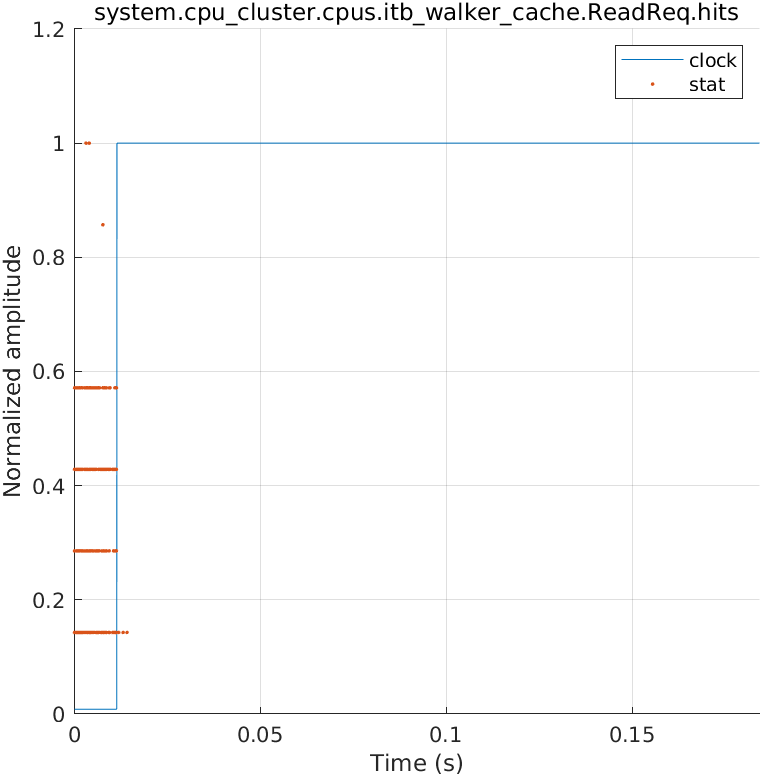 system.cpu_cluster.cpus.itb_walker_cache.ReadReq.hits
1.2
clock
stat
1
0.8
0.6
0.4
0.2
0
Normalized amplitude
0
0.05
0.1
0.15
Time (s)